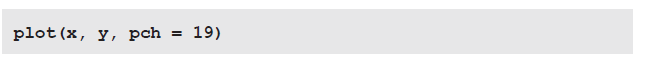 plot(x, y, pch = 19)